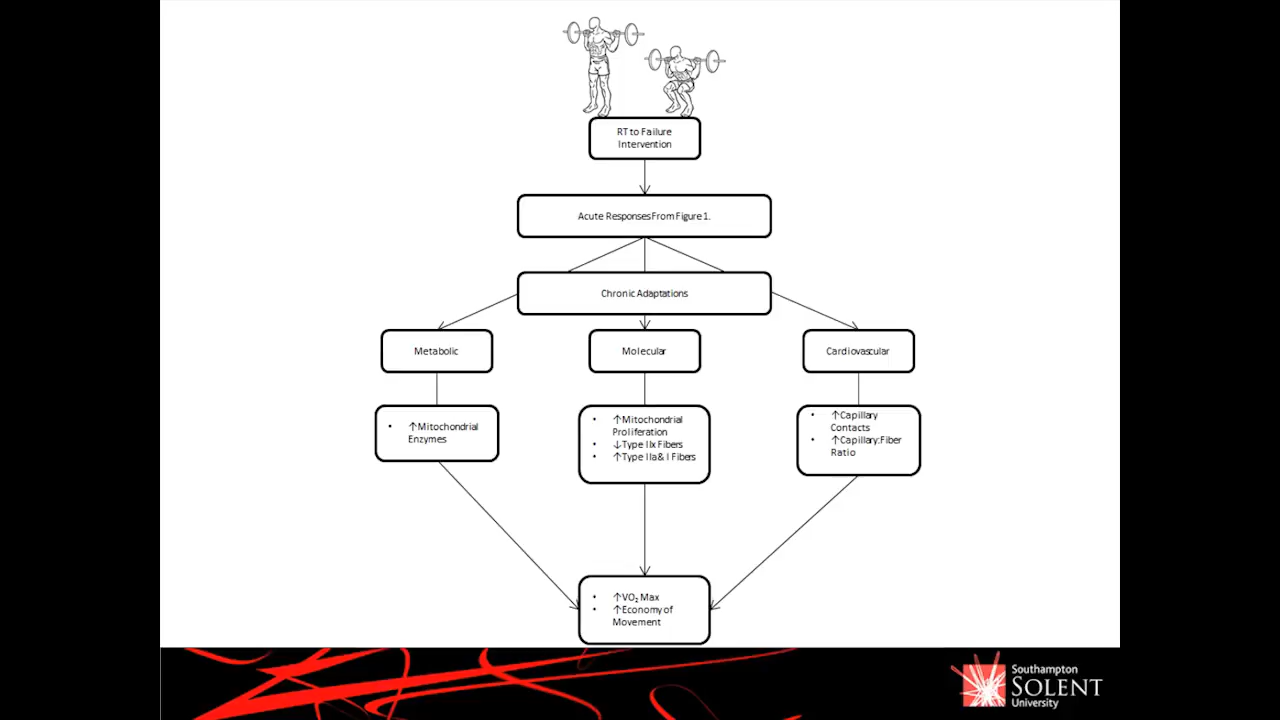 RT to Failure
Intervention
Acute Responses From Figure 1.
Chronic Adaptations
Metabolic
Molecular
Cardiovascular
• ↑Mitochondrial
Enzymes
• ↑Mitochondrial
Proliferation
• ↓Type IIx Fibers
• ↑Type IIa & I Fibers
• ↑Capillary
Contacts
• ↑Capillary:Fiber
Ratio
• ↑VO₂ Max
• ↑Economy of
Movement
Southampton
SOLENT
University